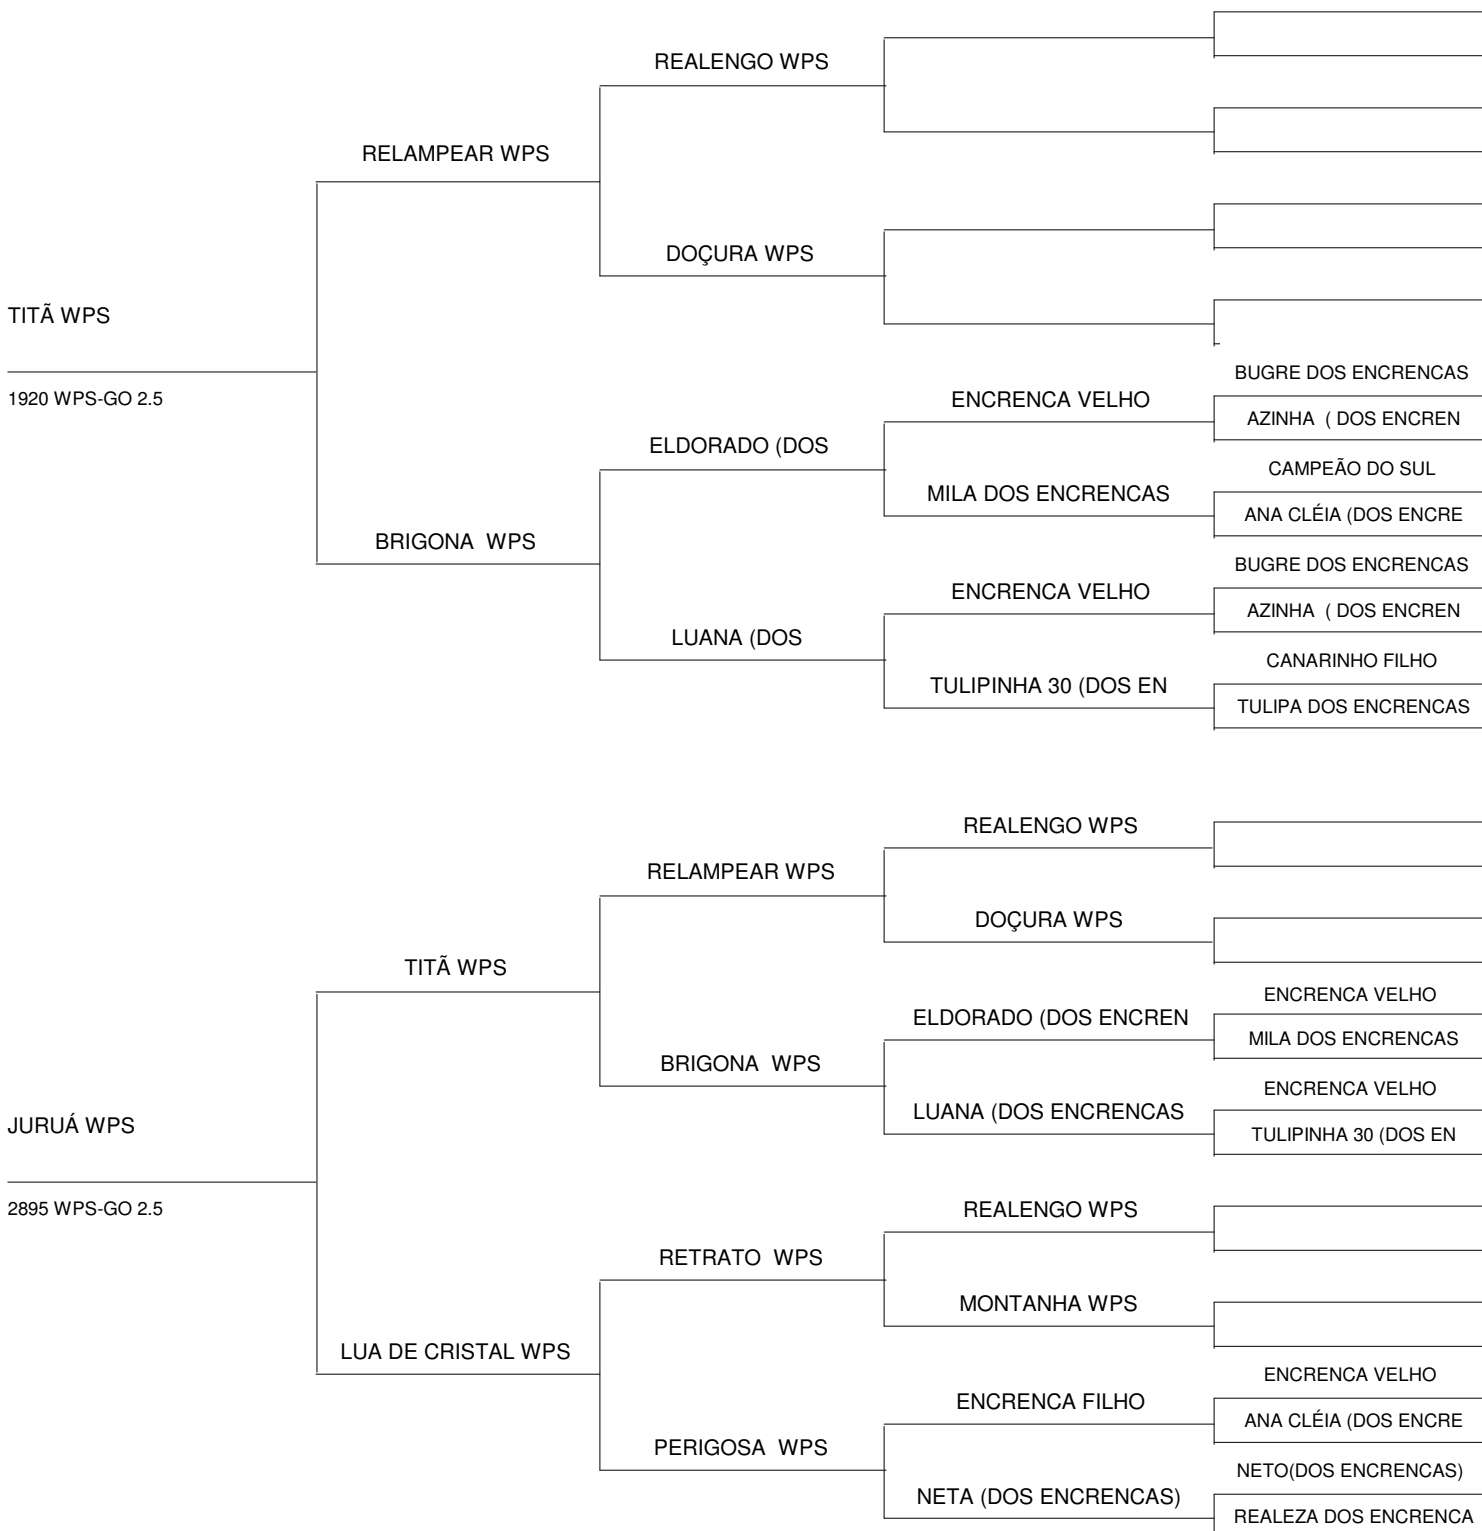 REALENGO WPS
RELAMPEAR WPS
DOÇURA WPS
TITÃ WPS
BUGRE DOS ENCRENCAS
1920 WPS-GO 2.5
ENCRENCA VELHO
AZINHA ( DOS ENCREN
ELDORADO (DOS
CAMPEÃO DO SUL
MILA DOS ENCRENCAS
ANA CLÉIA (DOS ENCRE
BRIGONA WPS
BUGRE DOS ENCRENCAS
ENCRENCA VELHO
AZINHA ( DOS ENCREN
LUANA (DOS
CANARINHO FILHO
TULIPINHA 30 (DOS EN
TULIPA DOS ENCRENCAS
REALENGO WPS
RELAMPEAR WPS
DOÇURA WPS
TITÃ WPS
ENCRENCA VELHO
ELDORADO (DOS ENCREN
MILA DOS ENCRENCAS
BRIGONA WPS
ENCRENCA VELHO
LUANA (DOS ENCRENCAS
JURUÁ WPS
TULIPINHA 30 (DOS EN
2895 WPS-GO 2.5
REALENGO WPS
RETRATO WPS
MONTANHA WPS
LUA DE CRISTAL WPS
ENCRENCA VELHO
ENCRENCA FILHO
ANA CLÉIA (DOS ENCRE
PERIGOSA WPS
NETO(DOS ENCRENCAS)
NETA (DOS ENCRENCAS)
REALEZA DOS ENCRENCA